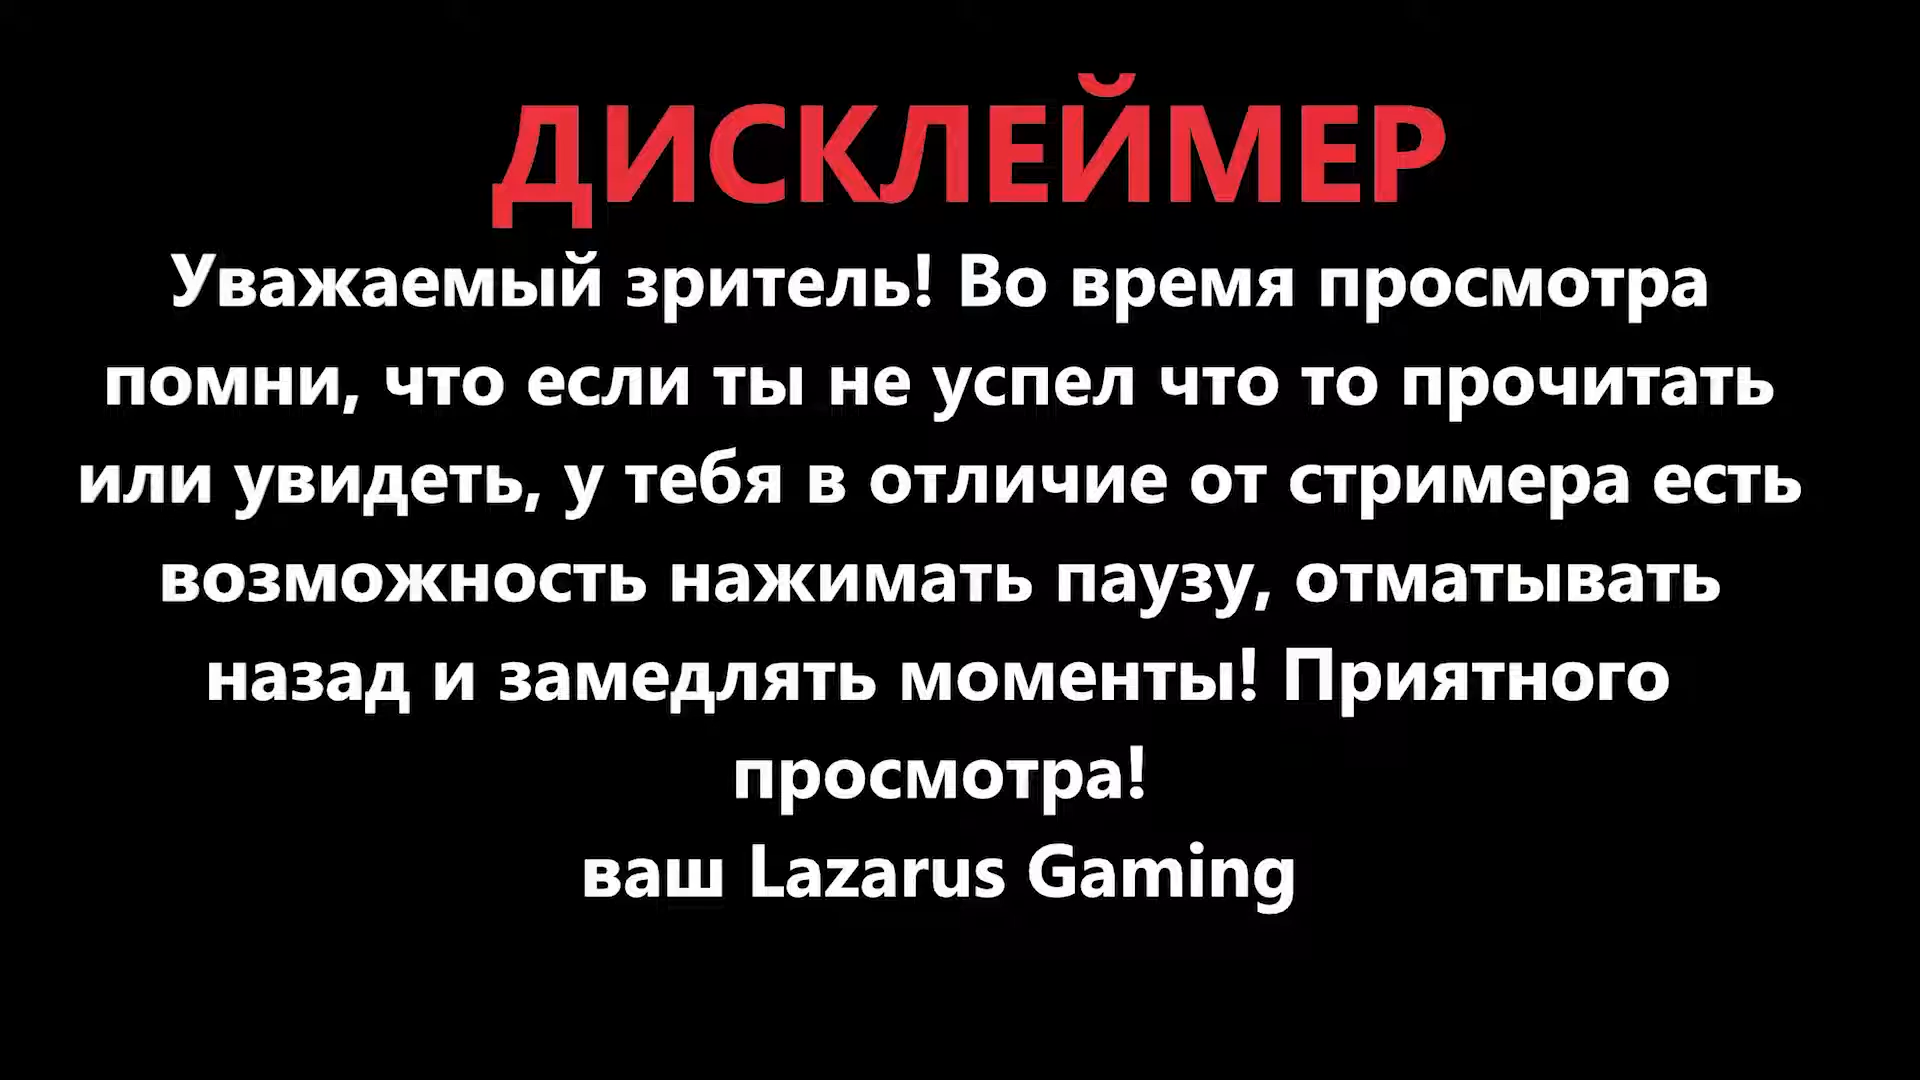 ДИСКЛЕЙМЕР
Уважаемый зритель! Во время просмотра
помни, что если ты не успел что то прочитать
или увидеть, у тебя в отличие от стримера есть
возможность нажимать паузу, отматывать
назад и замедлять моменты! Приятного
просмотра!
ваш Lazarus Gaming